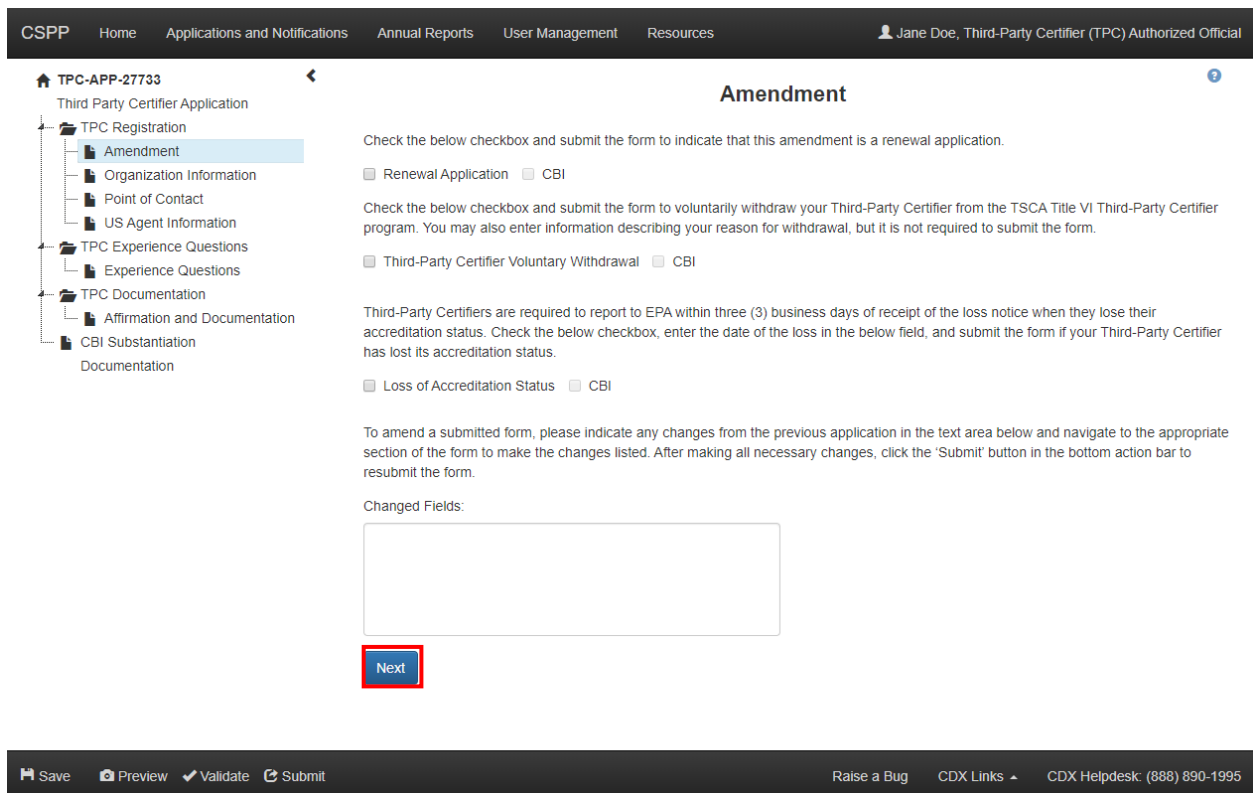 CSPP Home Applications and Notifications Annual Reports User Management Resources Jane Doe, Third-Party Certifier (TPC) Authorized Official
TPC-APP-27733
Third Party Certifier Application
TPC Registration
Amendment
Organization Information
Point of Contact
US Agent Information
TPC Experience Questions
Experience Questions
TPC Documentation
Affirmation and Documentation
CBI Substantiation
Documentation
Amendment
Check the below checkbox and submit the form to indicate that this amendment is a renewal application.
Renewal Application CBI
Check the below checkbox and submit the form to voluntarily withdraw your Third-Party Certifier from the TSCA Title VI Third-Party Certifier
program. You may also enter information describing your reason for withdrawal, but it is not required to submit the form.
Third-Party Certifier Voluntary Withdrawal CBI
Third-Party Certifiers are required to report to EPA within three (3) business days of receipt of the loss notice when they lose their
accreditation status. Check the below checkbox, enter the date of the loss in the below field, and submit the form if your Third-Party Certifier
has lost its accreditation status.
Loss of Accreditation Status CBI
To amend a submitted form, please indicate any changes from the previous application in the text area below and navigate to the appropriate
section of the form to make the changes listed. After making all necessary changes, click the ‘Submit’ button in the bottom action bar to
resubmit the form.
Changed Fields:
Next
Save Preview Validate Submit Raise a Bug CDX Links CDX Helpdesk: (888) 890-1995